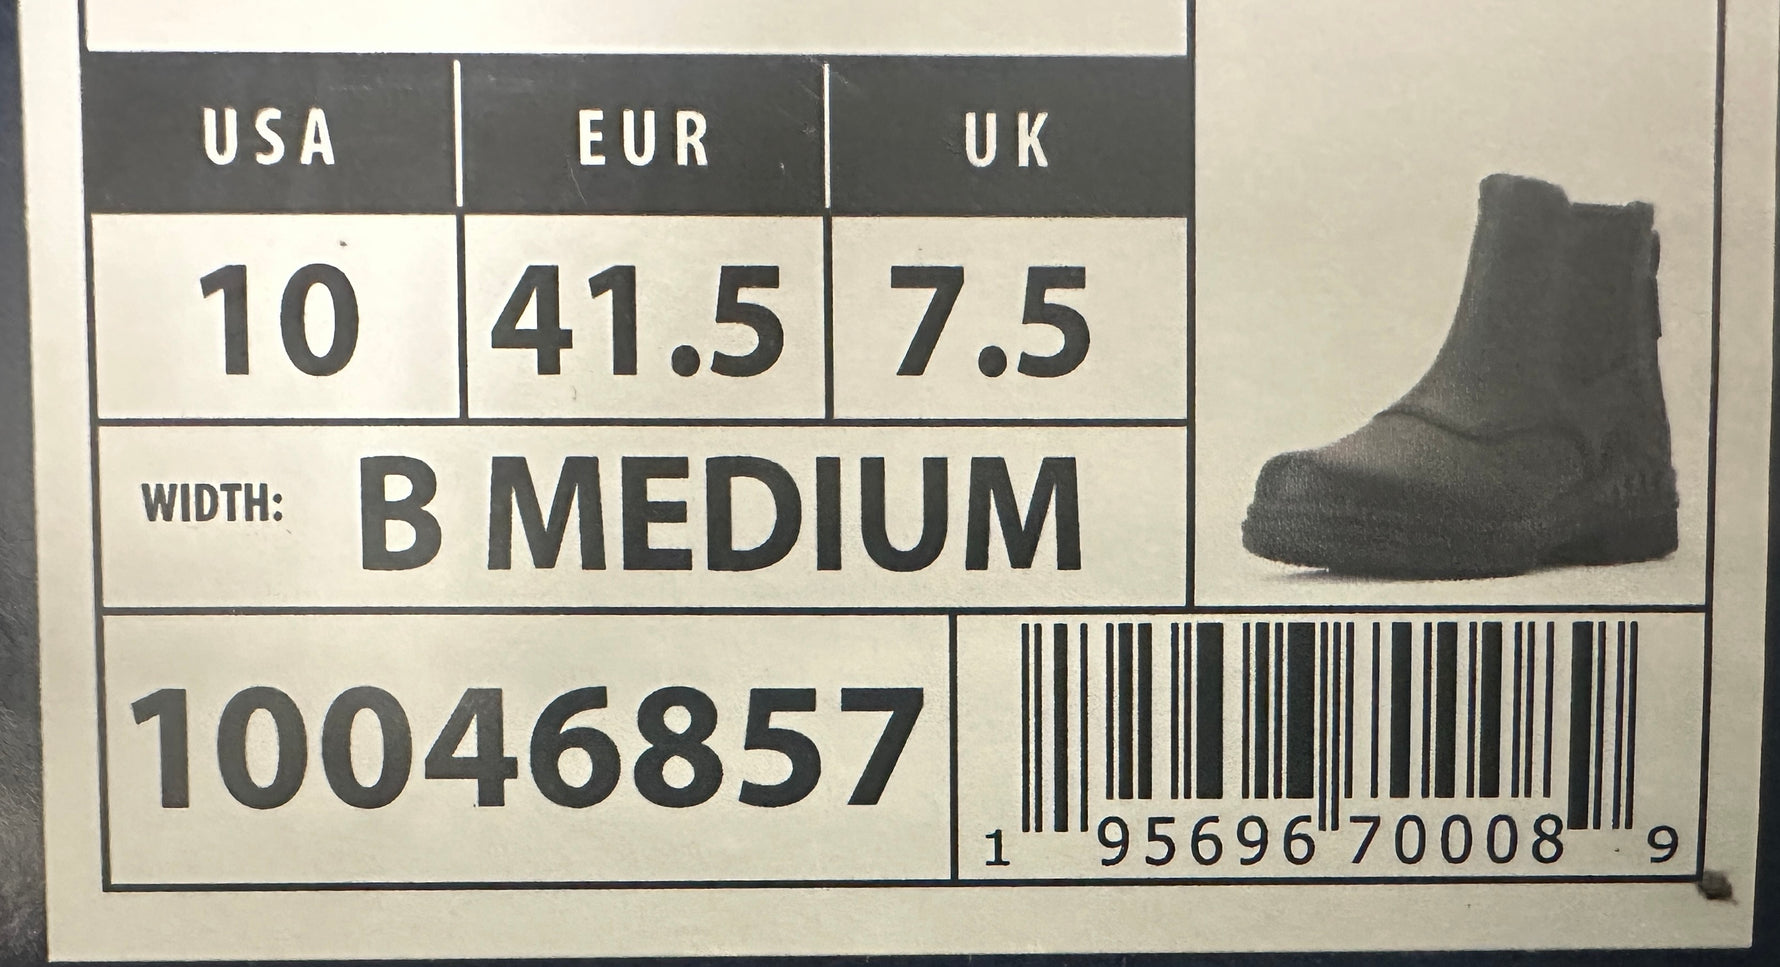 USA EUR UK
10 41.5 7.5
WIDTH: B MEDIUM
10046857
1 95696 70008 9